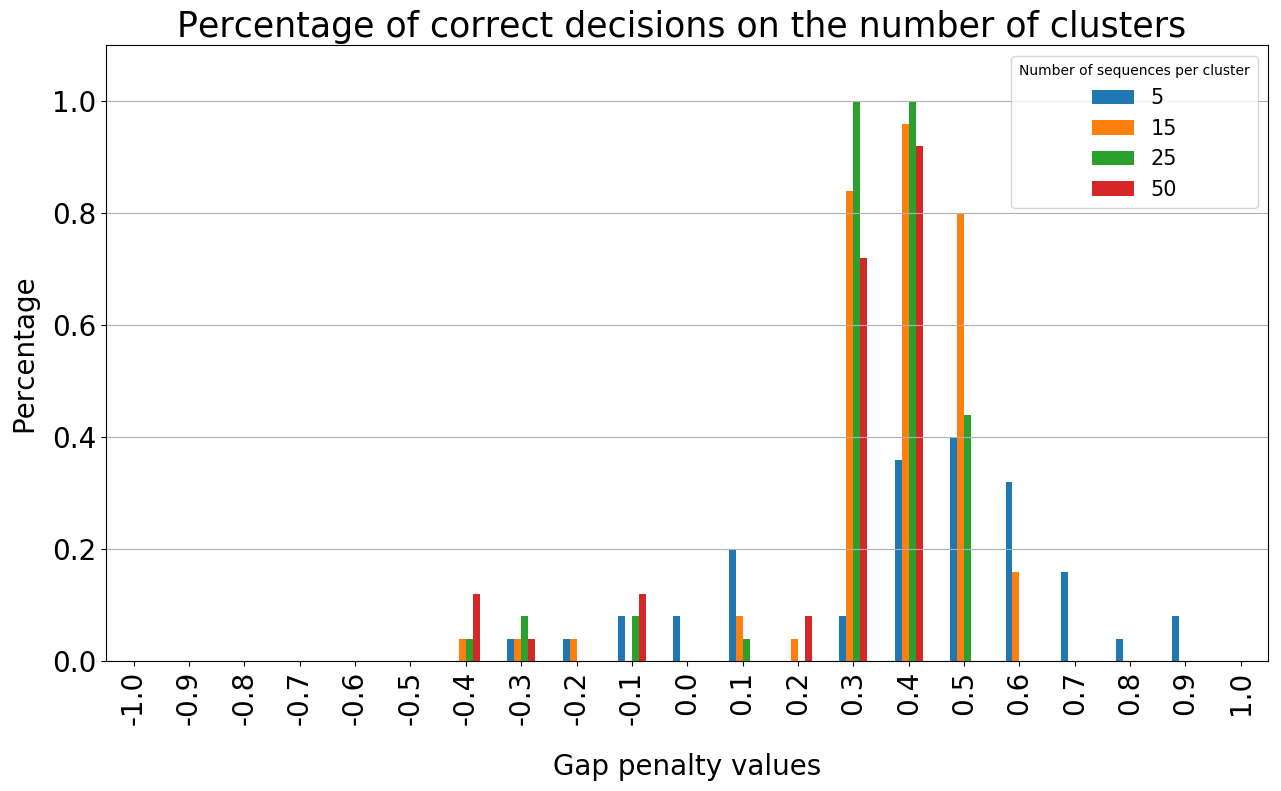 Percentage of correct decisions on the number of clusters
Number of sequences per cluster
5
15
25
50
Percentage
1.0
0.8
0.6
0.4
0.2
0.0
-1.0 -0.9 -0.8 -0.7 -0.6 -0.5 -0.4 -0.3 -0.2 -0.1 0.0 0.1 0.2 0.3 0.4 0.5 0.6 0.7 0.8 0.9 1.0
Gap penalty values